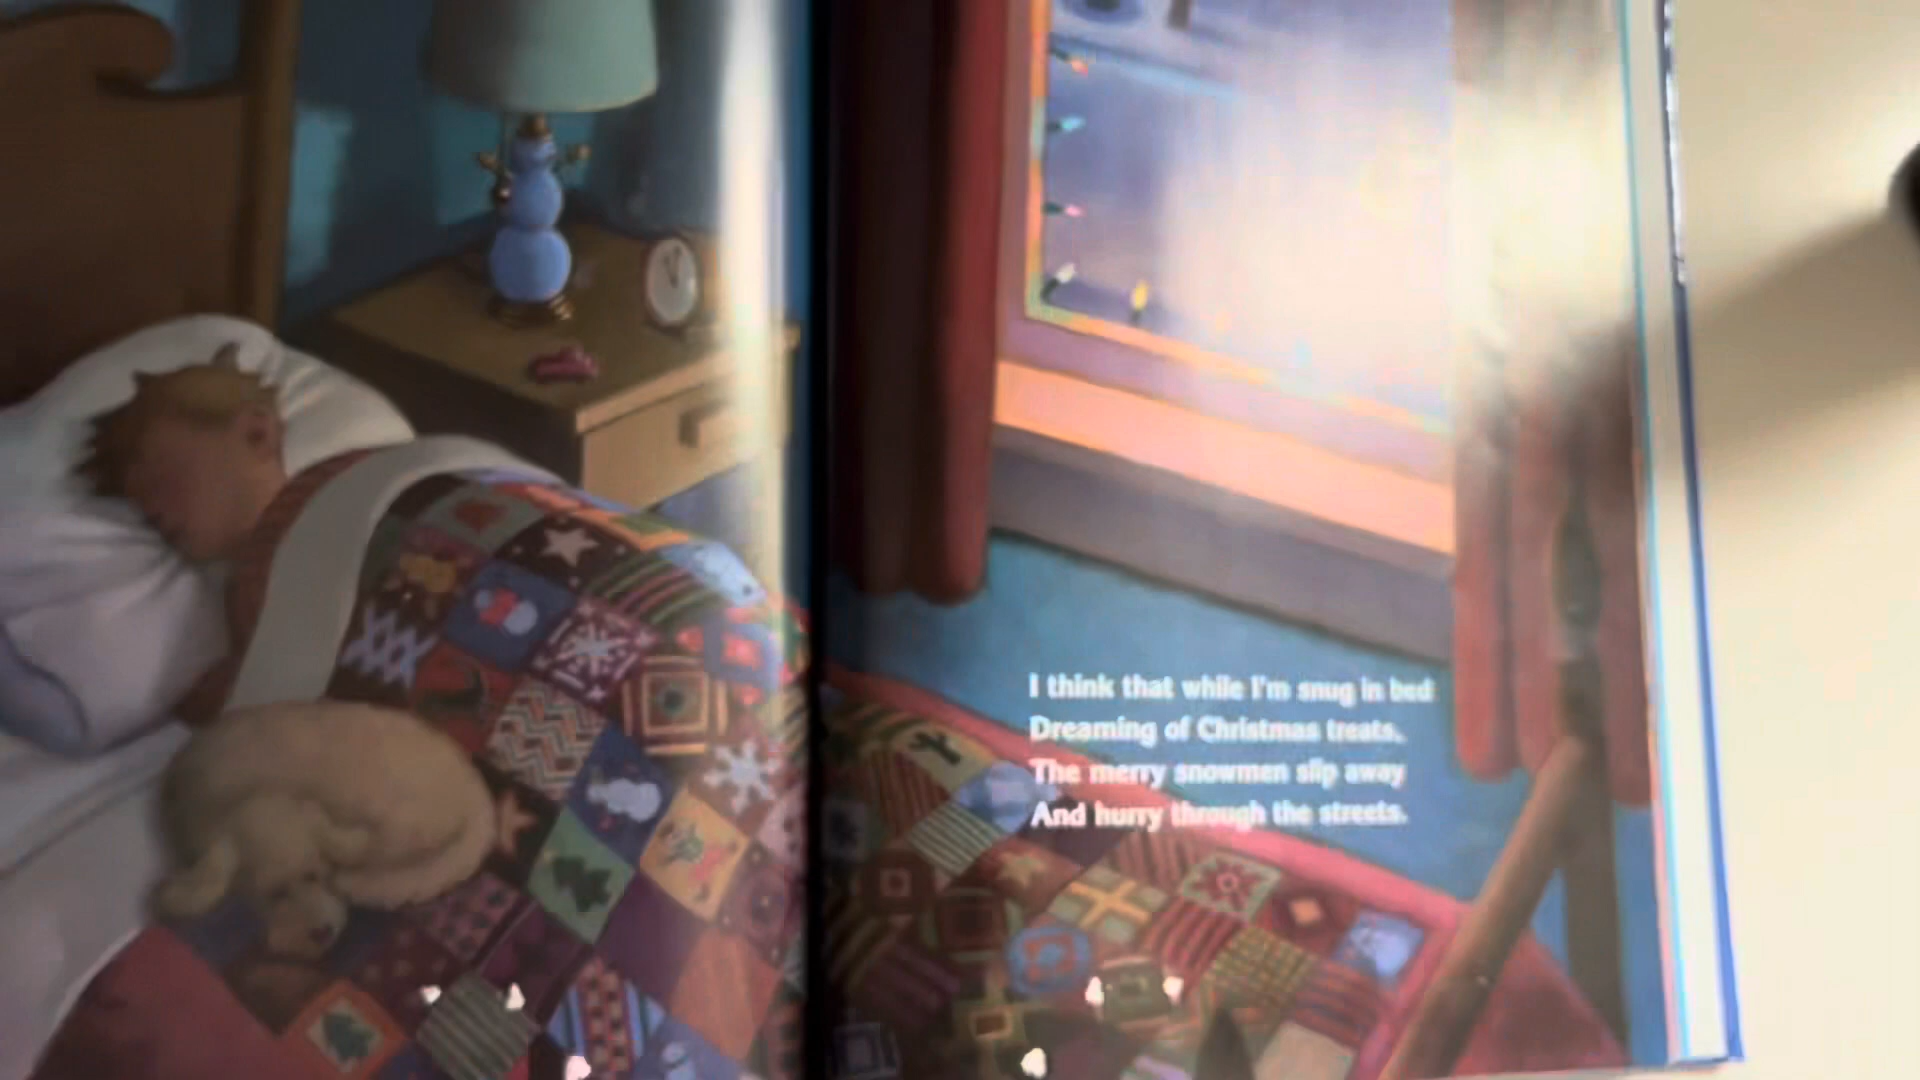 I think that while I'm snug in bed
Dreaming of Christmas treats,
The merry snowmen slip away
And hurry through the streets.